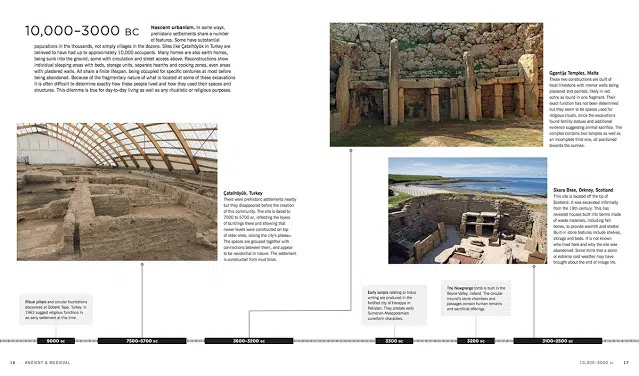 10,000–3000 BC
Nascent urbanism. In some ways,
prehistoric settlements share a number
of features. Some have substantial
populations in the thousands, not simply villages in the dozens. Sites like Çatalhöyük in Turkey are
believed to have had up to approximately 10,000 occupants. Many homes are also earth homes,
being sunk into the ground, some with circulation and street access above. Reconstructions show
individual sleeping areas with beds, storage units, separate hearths and cooking zones, even areas
with plastered walls. All share a finite lifespan, being occupied for specific centuries at most before
being abandoned. Because of the fragmentary nature of what is located at some of these excavations
it is often difficult to determine exactly how these people lived and how they used their spaces and
structures. This dilemma is true for day-to-day living as well as any ritualistic or religious purposes.
Çatalhöyük, Turkey
There were prehistoric settlements nearby
but they disappeared before the creation
of this community. The site is dated to
7500 to 5700 BC, reflecting the layers
of buildings there and showing that
newer levels were constructed on top
of older ones, raising the city's plateau.
The spaces are grouped together with
connections between them, and appear
to be residential in nature. The settlement
is constructed from mud brick.
Ggantija Temples, Malta
These two constructions are built of
local limestone with interior walls being
plastered and painted, likely in red
ochre as found in one fragment. Their
exact function has not been determined
but they seem to be spaces used for
religious rituals, since the excavations
found fertility statues and additional
evidence suggesting animal sacrifice. The
complex contains two temples as well as
an incomplete third one, all positioned
towards the sunrise.
Skara Brae, Orkney, Scotland
This site is located off the tip of
Scotland. It was excavated informally
from the 19th century. This has
revealed houses built into berms made
of waste materials, including felt
bones, to provide warmth and shelter.
Built-in stone features include shelves,
storage and beds. It is not known
who lived here and why the site was
abandoned. Some think that a storm
or extreme cold weather may have
brought about the end of village life.
Ritual pillars and circular foundations
discovered at Göbekli Tepe, Turkey, in
1963 suggest religious functions in
an early settlement at this time.
Early scripts relating to Indus
writing are produced in the
fortified city of Harappa in
Pakistan. They predate early
Sumerian-Mesopotamian
cuneiform characters.
The Newgrange tomb is built in the
Boyne Valley, Ireland. The circular
mound's stone chambers and
passages contain human remains
and sacrificial offerings.
9000 BC
7500–5700 BC
3600–3200 BC
3300 BC
3200 BC
3100–2500 BC
16 ANCIENT & MEDIEVAL
10,000–3000 BC 17